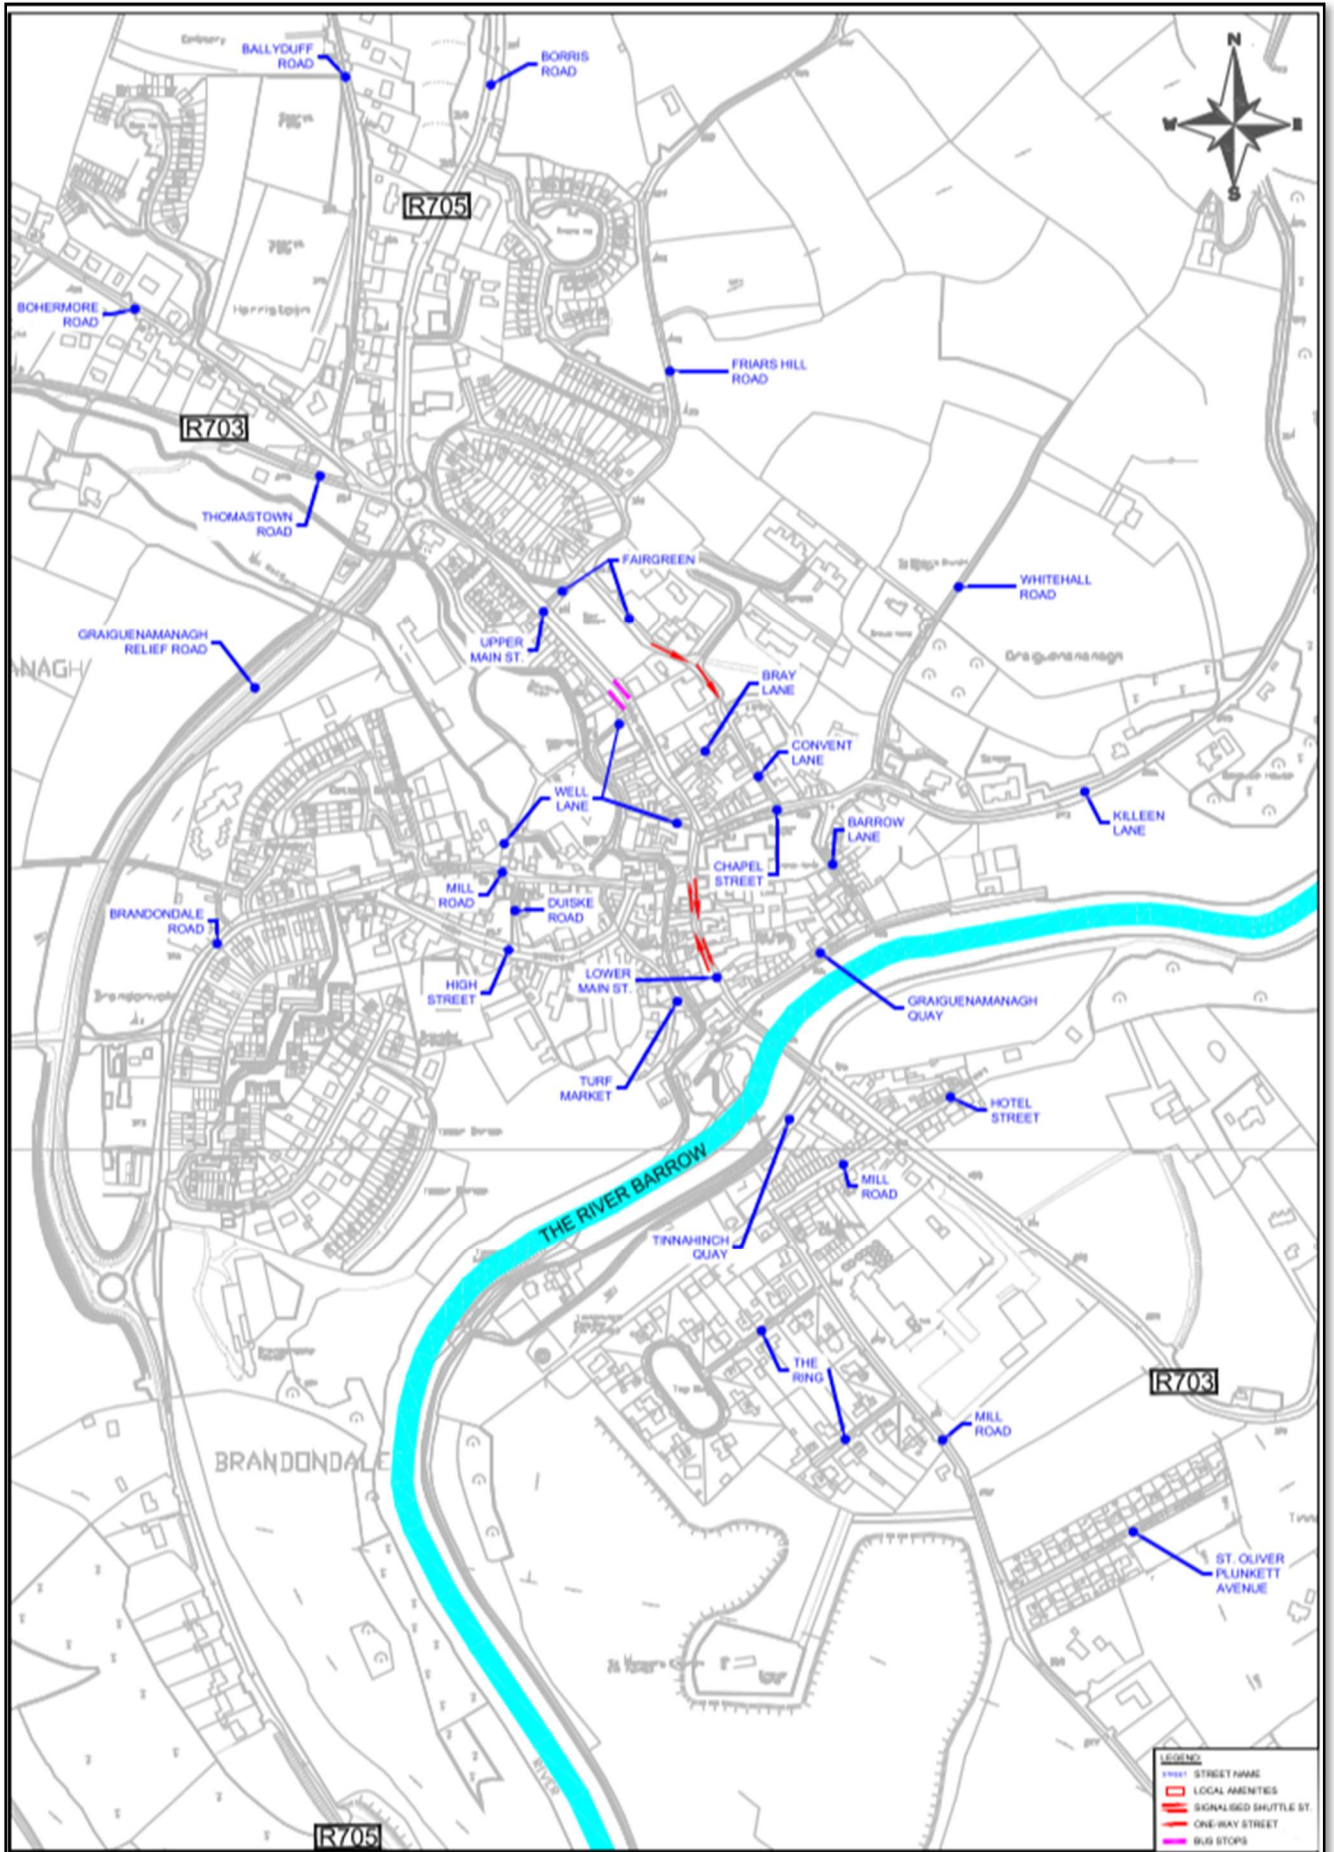 BALLYDUFF
ROAD
BORRIS
ROAD
N
W
E
S
R705
BOHERMORE
ROAD
FRIARS HILL
ROAD
R703
THOMASTOWN
ROAD
FAIRGREEN
WHITEHALL
ROAD
GRAIGUENAMANAGH
RELIEF ROAD
UPPER
MAIN ST.
ANAGH
Graiguenamanagh
BRAY
LANE
CONVENT
LANE
WELL
LANE
KILLEEN
LANE
BARROW
LANE
CHAPEL
STREET
MILL
ROAD
DUISKE
ROAD
BRANDONDALE
ROAD
HIGH
STREET
LOWER
MAIN ST.
GRAIGUENAMANAGH
QUAY
TURF
MARKET
HOTEL
STREET
THE RIVER BARROW
MILL
ROAD
TINNAHINCH
QUAY
THE
RING
R703
MILL
ROAD
BRANDONDALE
ST. OLIVER
PLUNKETT
AVENUE
RIVER
R705
LEGEND:
STREET STREET NAME
LOCAL AMENITIES
SIGNALISED SHUTTLE ST.
ONE-WAY STREET
BUS STOPS